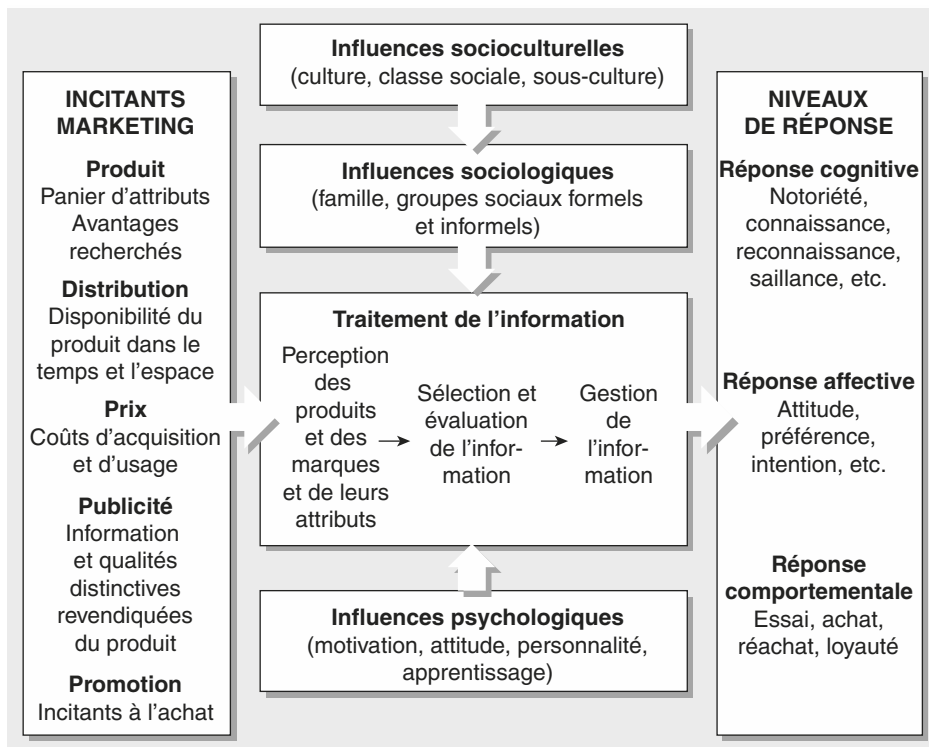 INCITANTS
MARKETING
Produit
Panier d’attributs
Avantages
recherchés
Distribution
Disponibilité du
produit dans le
temps et l’espace
Prix
Coûts d’acquisition
et d’usage
Publicité
Information
et qualités
distinctives
revendiquées
du produit
Promotion
Incitants à l’achat
Influences socioculturelles
(culture, classe sociale, sous-culture)
Influences sociologiques
(famille, groupes sociaux formels
et informels)
Traitement de l’information
Perception
des
produits
et des
marques
et de leurs
attributs
Sélection et
évaluation
de l’infor-
mation
Gestion
de
l’infor-
mation
Influences psychologiques
(motivation, attitude, personnalité,
apprentissage)
NIVEAUX
DE RÉPONSE
Réponse cognitive
Notoriété,
connaissance,
reconnaissance,
saillance, etc.
Réponse affective
Attitude,
préférence,
intention, etc.
Réponse
comportementale
Essai, achat,
réachat, loyauté